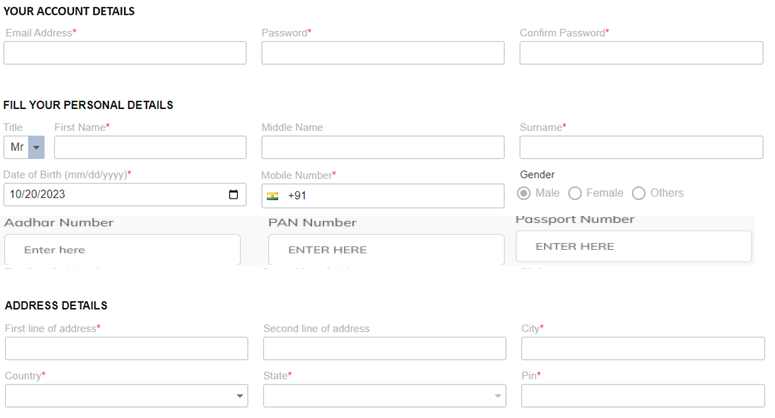 YOUR ACCOUNT DETAILS
Email Address* Password* Confirm Password*
FILL YOUR PERSONAL DETAILS
Title First Name* Middle Name Surname*
Mr
Date of Birth (mm/dd/yyyy)* Mobile Number* Gender
10/20/2023 +91 Male Female Others
Aadhar Number PAN Number Passport Number
Enter here ENTER HERE ENTER HERE
ADDRESS DETAILS
First line of address* Second line of address City*
Country* State* Pin*